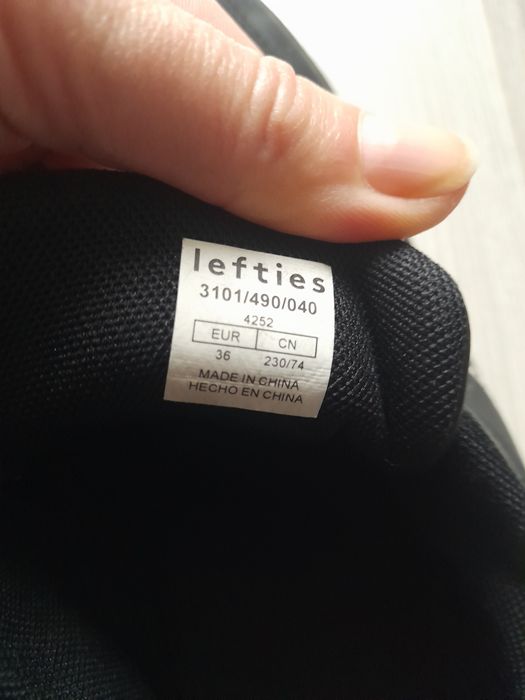 lefties
3101/490/040
4252
EUR CN
36 230/74
MADE IN CHINA
HECHO EN CHINA